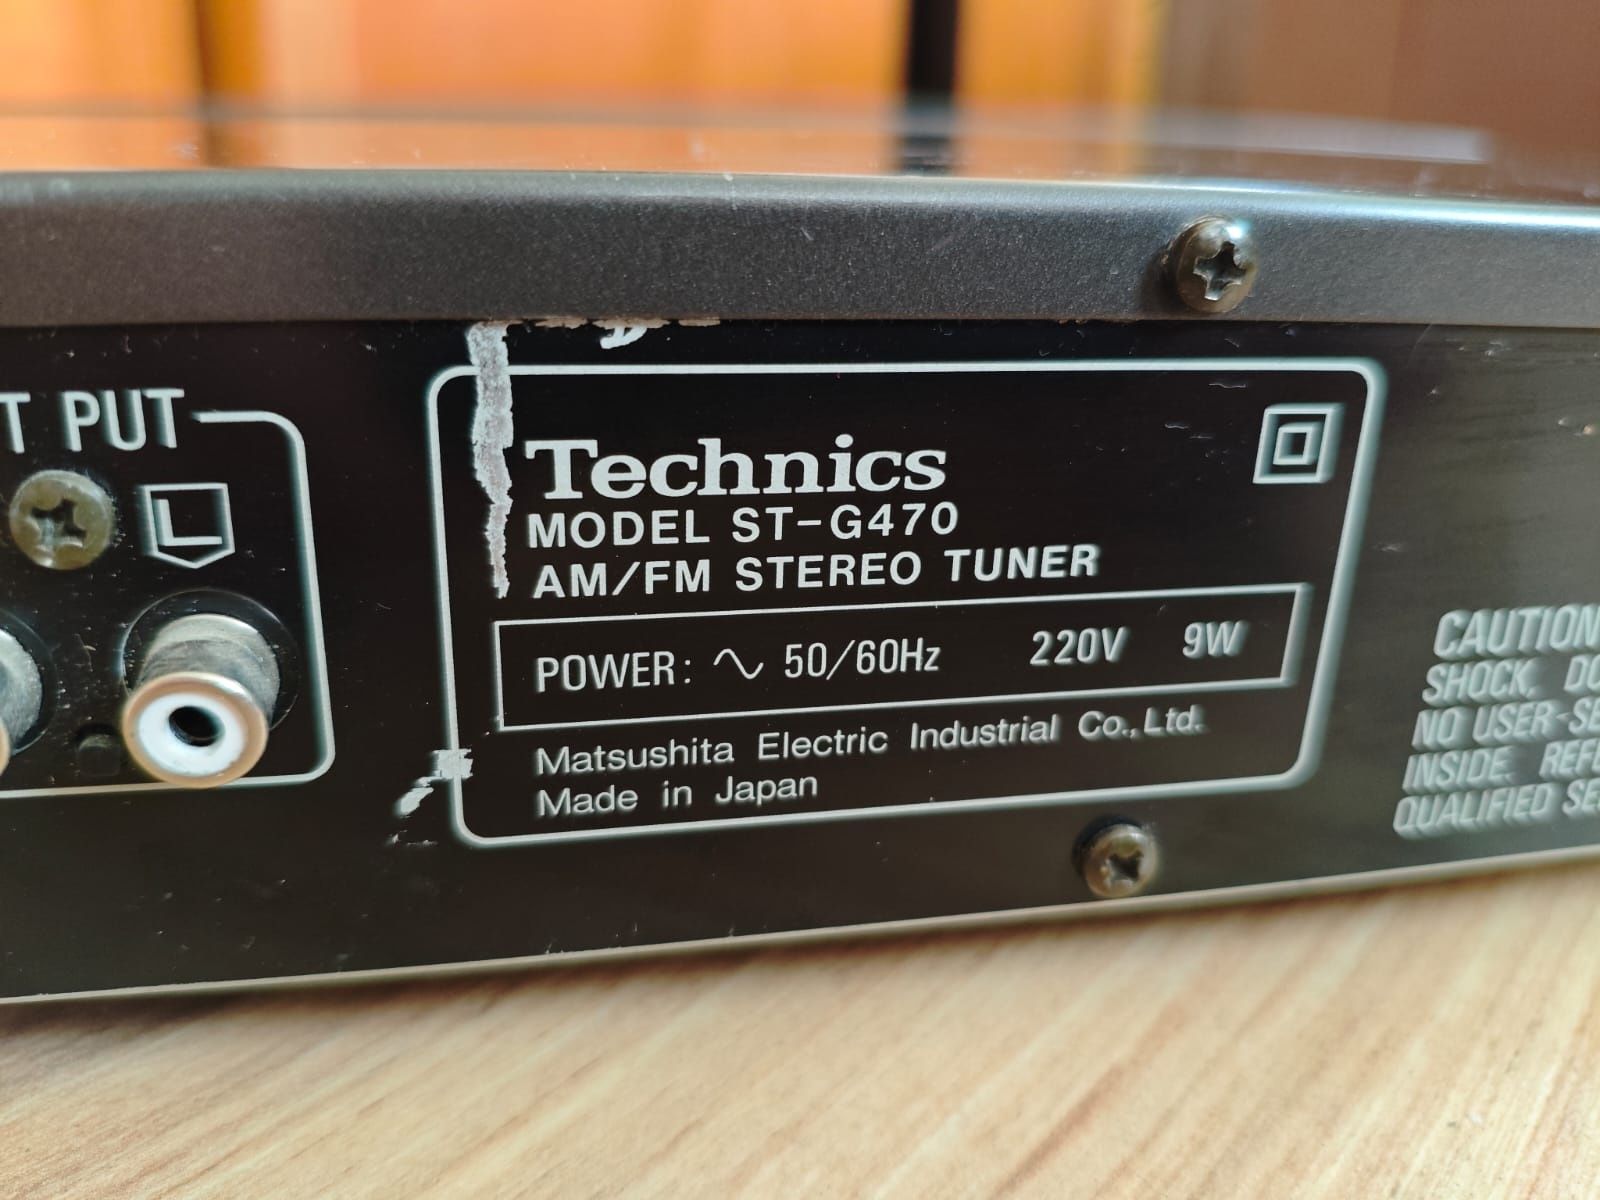 T PUT
L
Technics
MODEL ST-G470
AM/FM STEREO TUNER
POWER: ∿ 50/60Hz 220V 9W
Matsushita Electric Industrial Co., Ltd.
Made in Japan
CAUTION
SHOCK, DO
NO USER-SE
INSIDE. REFE
QUALIFIED SE